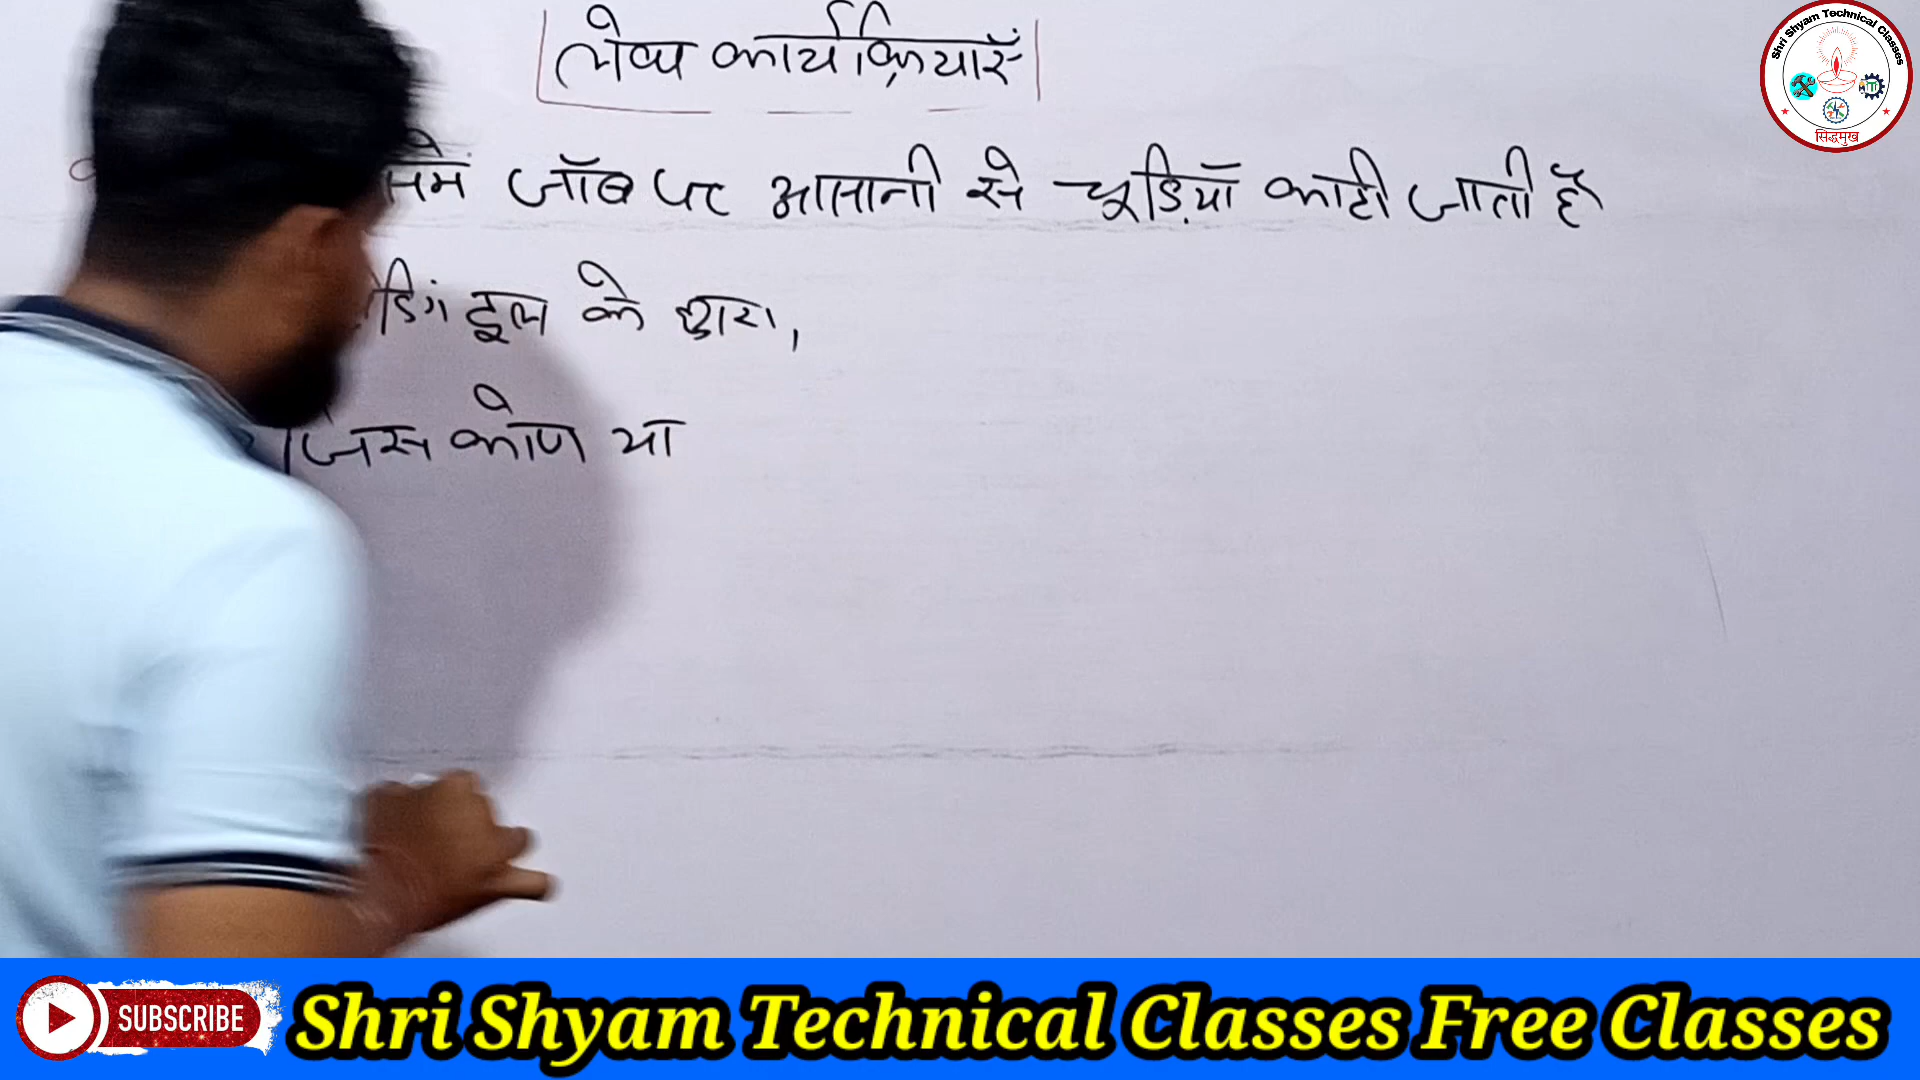 लेथ कार्यक्रियाएँ
जॉब पर आसानी से चूड़ियाँ काटी जाती है
टूल के द्वारा,
जिस कोण या
Shri Shyam Technical Classes
सिद्धमुख
SUBSCRIBE
Shri Shyam Technical Classes Free Classes